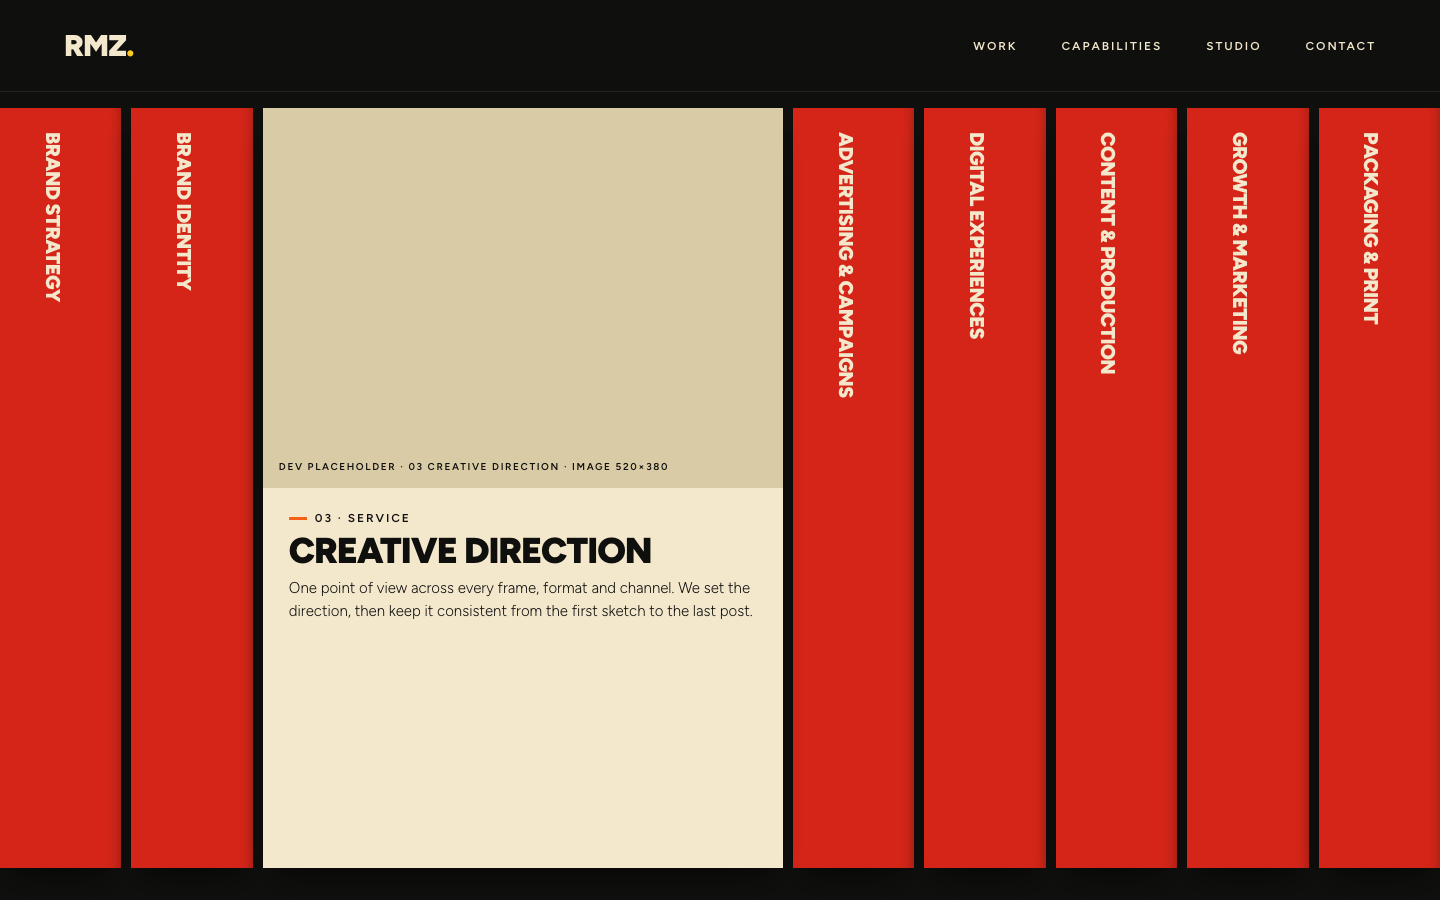 RMZ.
WORK
CAPABILITIES
STUDIO
CONTACT
BRAND STRATEGY
BRAND IDENTITY
DEV PLACEHOLDER · 03 CREATIVE DIRECTION · IMAGE 520×380
03 · SERVICE
CREATIVE DIRECTION
One point of view across every frame, format and channel. We set the
direction, then keep it consistent from the first sketch to the last post.
ADVERTISING & CAMPAIGNS
DIGITAL EXPERIENCES
CONTENT & PRODUCTION
GROWTH & MARKETING
PACKAGING & PRINT